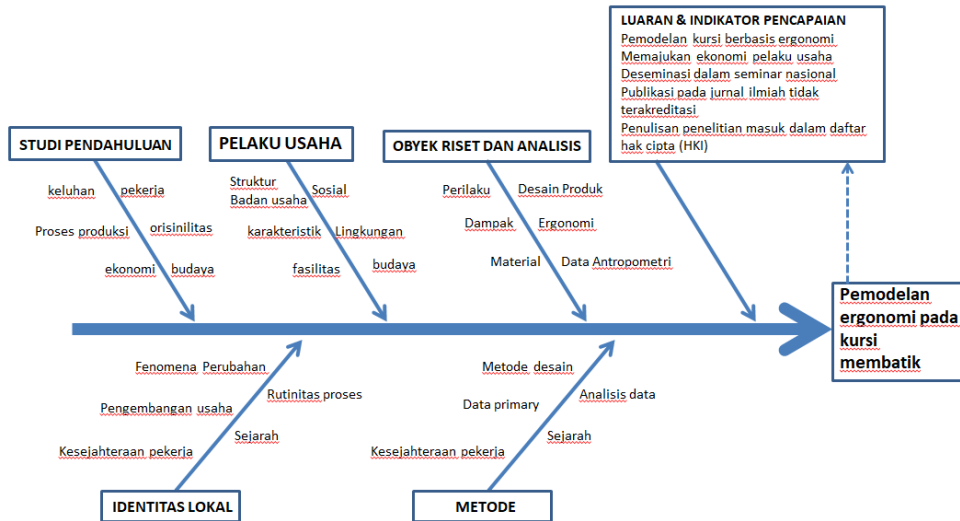 LUARAN & INDIKATOR PENCAPAIAN
Pemodelan kursi berbasis ergonomi
Memajukan ekonomi pelaku usaha
Deseminasi dalam seminar nasional
Publikasi pada jurnal ilmiah tidak
terakreditasi
Penulisan penelitian masuk dalam daftar
hak cipta (HKI)
STUDI PENDAHULUAN
keluhan
pekerja
Proses produksi
orisinilitas
ekonomi
budaya
PELAKU USAHA
Struktur
Badan usaha
Sosial
karakteristik
Lingkungan
fasilitas
budaya
OBYEK RISET DAN ANALISIS
Perilaku
Desain Produk
Dampak
Ergonomi
Material
Data Antropometri
Pemodelan
ergonomi pada
kursi
membatik
Fenomena Perubahan
Rutinitas proses
Pengembangan usaha
Sejarah
Kesejahteraan pekerja
IDENTITAS LOKAL
Metode desain
Analisis data
Data primary
Sejarah
Kesejahteraan pekerja
METODE